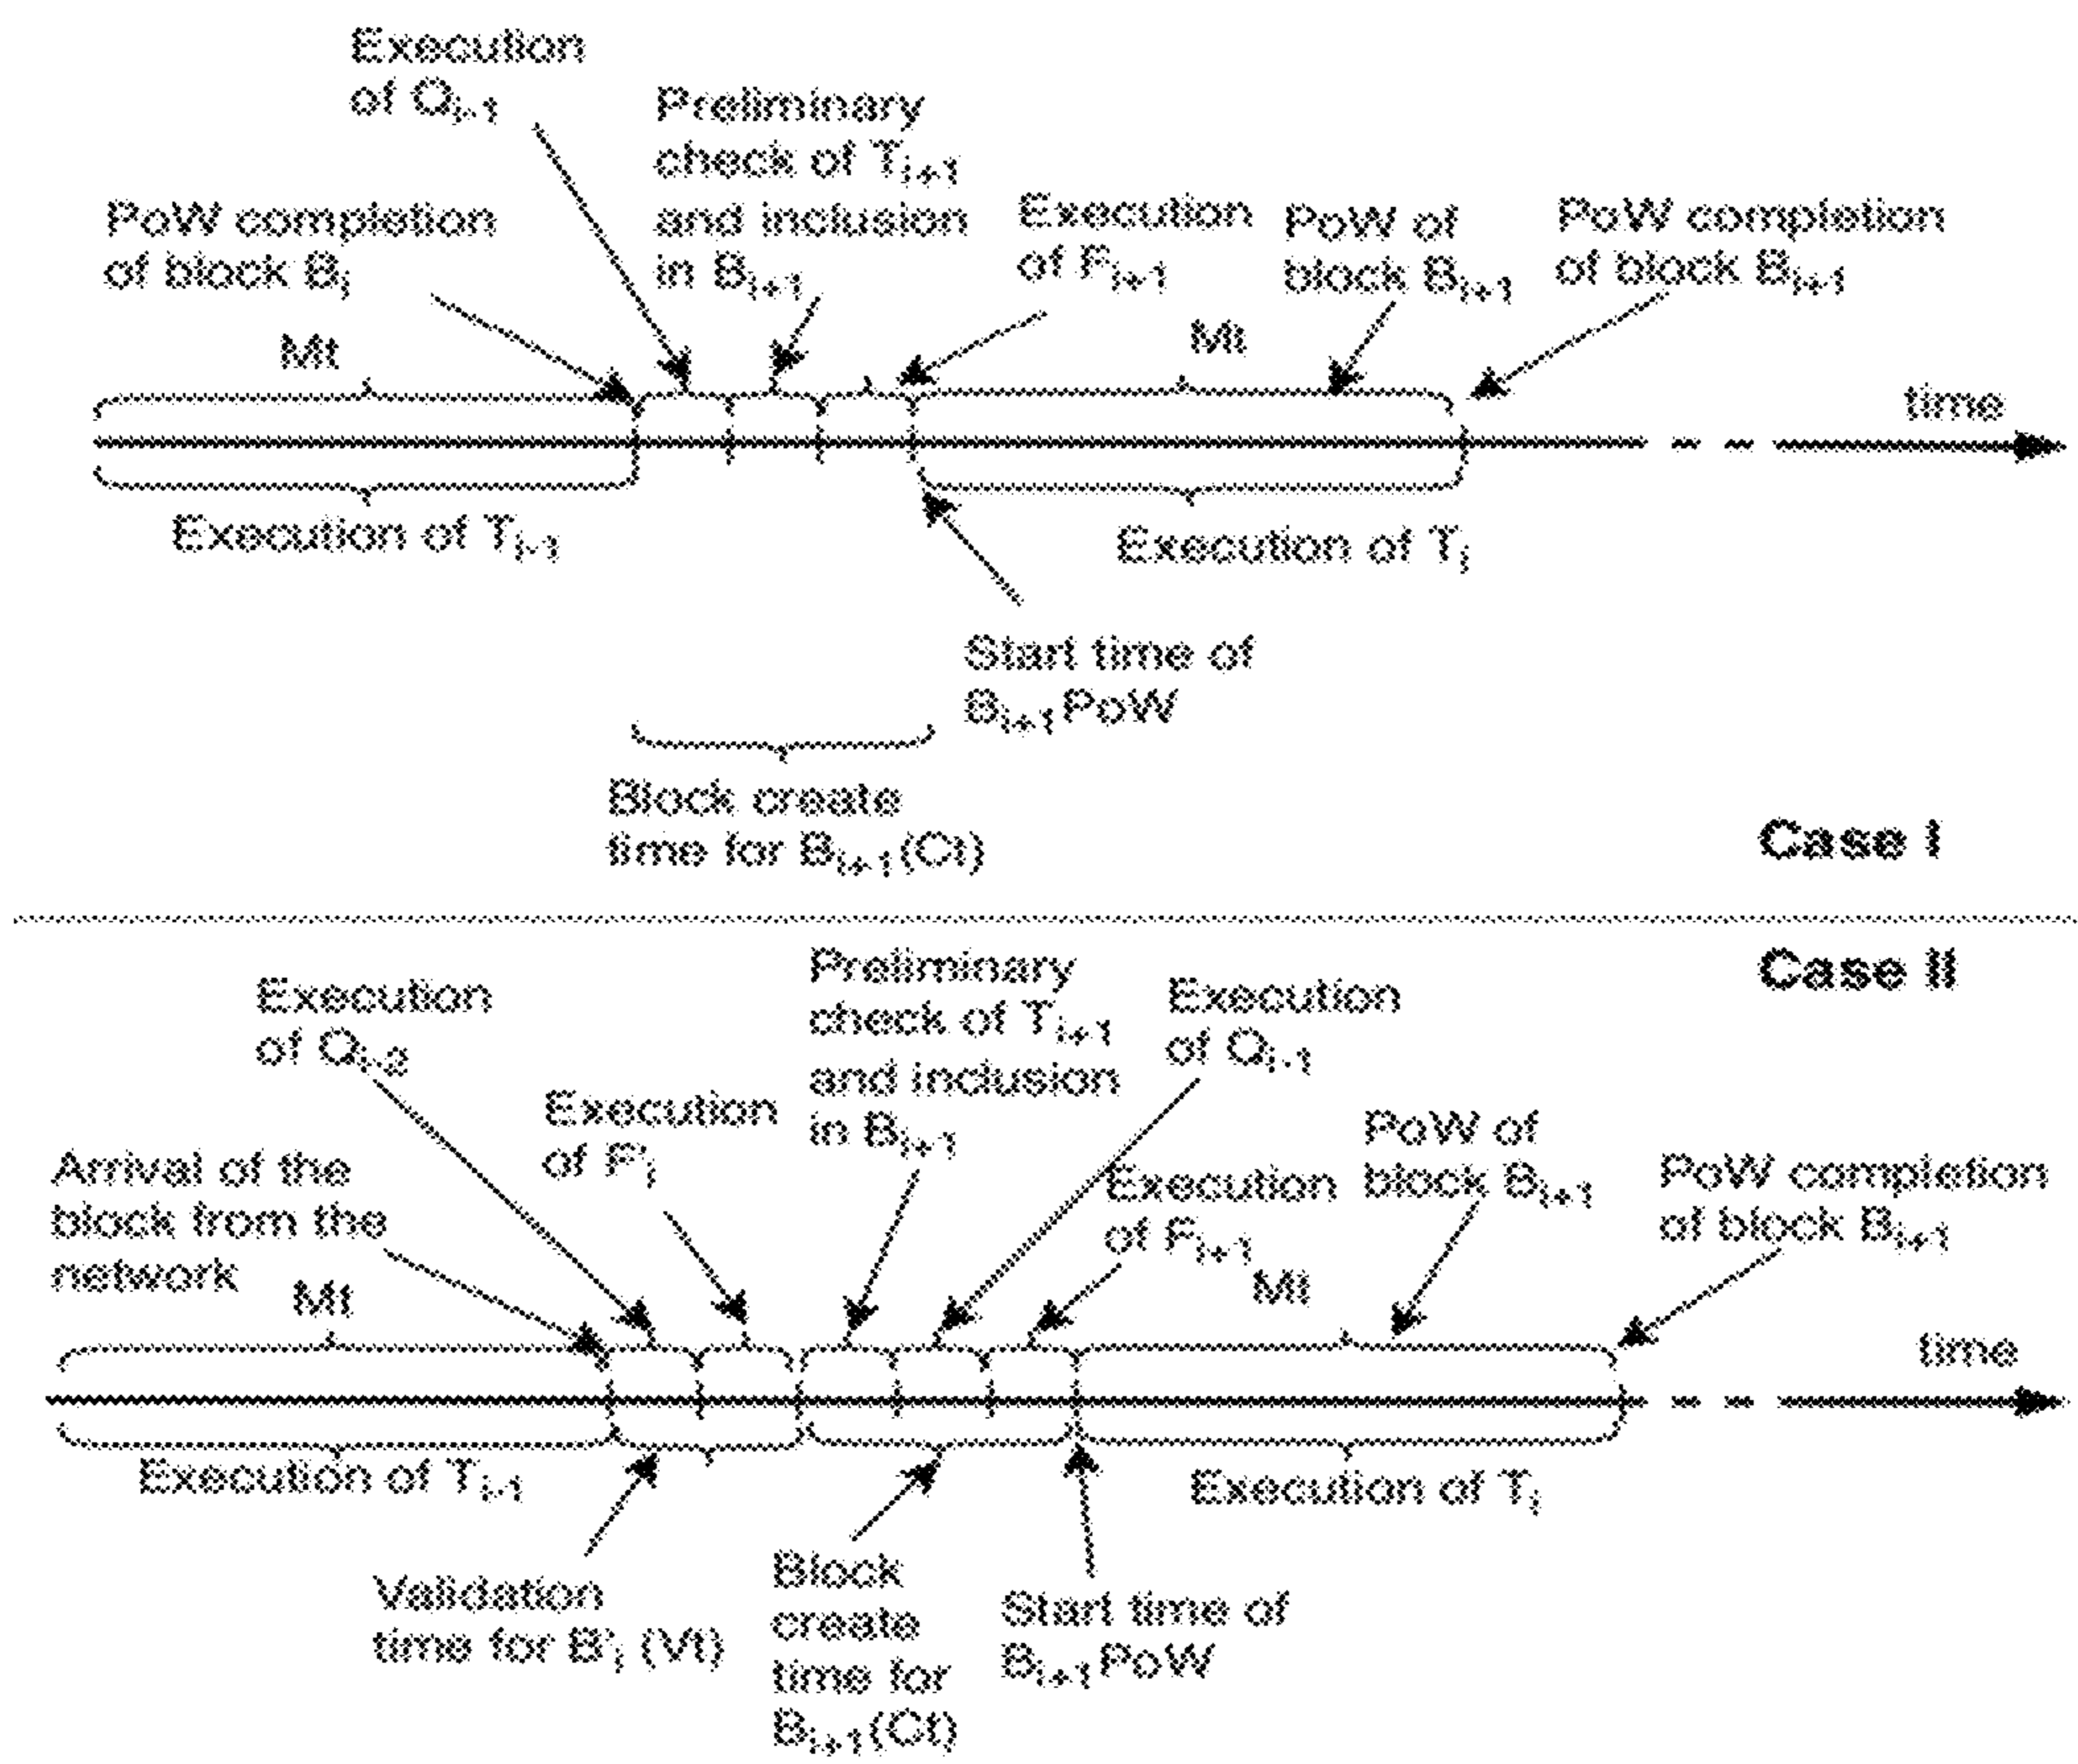 Execution
of Qᵢ₋₁
Preliminary
check of Tᵢ₊₁
and inclusion
in Bᵢ₊₁
PoW completion
of block Bᵢ
Execution
of Fᵢ₊₁
PoW of
block Bᵢ₊₁
PoW completion
of block Bᵢ₊₁
Mt
Mt
time
Execution of Tᵢ₋₁
Execution of Tᵢ
Start time of
Bᵢ₊₁PoW
Block create
time for Bᵢ₊₁(Ct)
Case I
Case II
Execution
of Qᵢ₋₂
Execution
of F'ᵢ
Preliminary
check of Tᵢ₊₁
and inclusion
in Bᵢ₊₁
Execution
of Qᵢ₋₁
Arrival of the
block from the
network
Execution
of Fᵢ₊₁
PoW of
block Bᵢ₊₁
PoW completion
of block Bᵢ₊₁
Mt
Mt
time
Execution of Tᵢ₋₁
Execution of Tᵢ
Validation
time for B'ᵢ (Vt)
Block
create
time for
Bᵢ₊₁(Ct)
Start time of
Bᵢ₊₁PoW